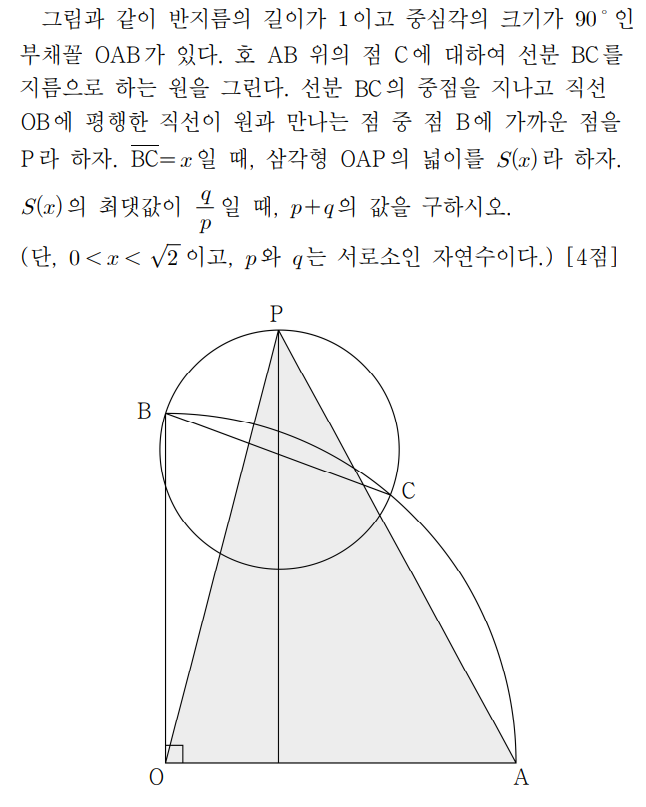 그림과 같이 반지름의 길이가 1이고 중심각의 크기가 90°인
부채꼴 OAB가 있다. 호 AB 위의 점 C에 대하여 선분 BC를
지름으로 하는 원을 그린다. 선분 BC의 중점을 지나고 직선
OB에 평행한 직선이 원과 만나는 점 중 점 B에 가까운 점을
P라 하자. $\overline{BC}=x$일 때, 삼각형 OAP의 넓이를 S(x)라 하자.
S(x)의 최댓값이 $\frac{q}{p}$일 때, p+q의 값을 구하시오.
(단, 0<x<√2이고, p와 q는 서로소인 자연수이다.) [4점]
P
B
C
O
A